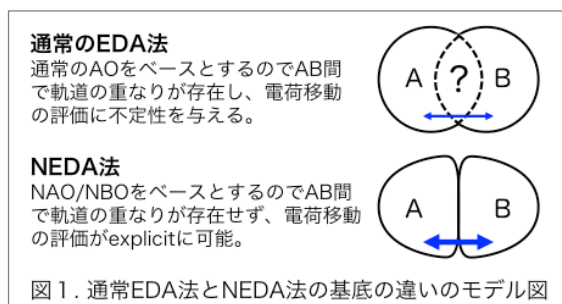 通常のEDA法
通常のAOをベースとするのでAB間
で軌道の重なりが存在し、電荷移動
の評価に不定性を与える。
A ? B
NEDA法
NAO/NBOをベースとするのでAB間
で軌道の重なりが存在せず、電荷移動
の評価がexplicitに可能。
A B
図１. 通常EDA法とNEDA法の基底の違いのモデル図